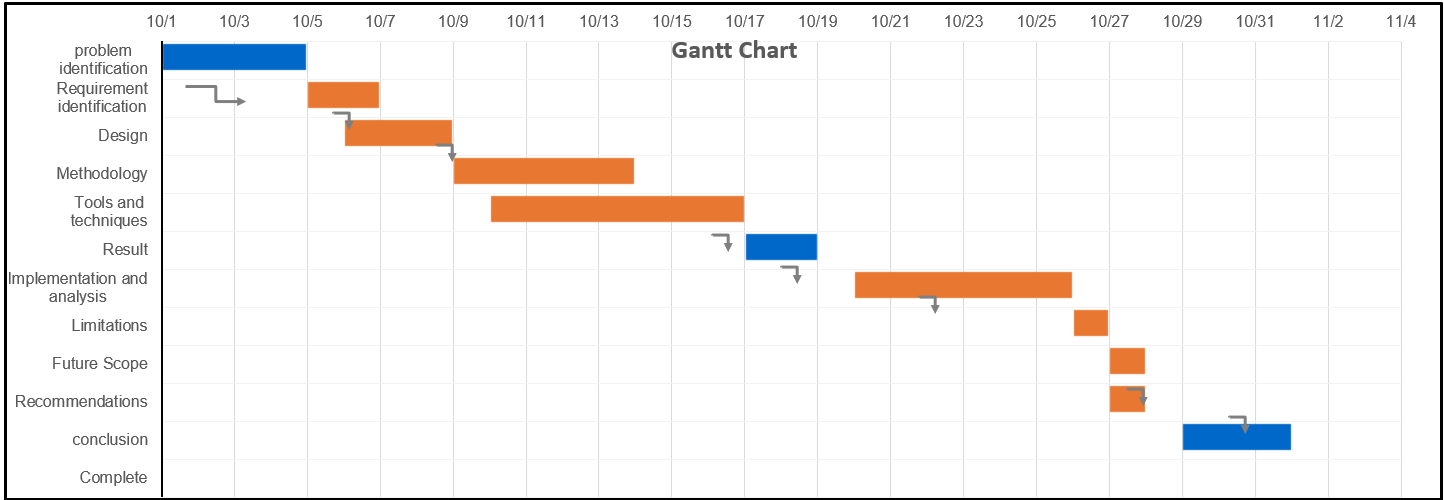 10/1 10/3 10/5 10/7 10/9 10/11 10/13 10/15 10/17 10/19 10/21 10/23 10/25 10/27 10/29 10/31 11/2 11/4
Gantt Chart
problem
identification
Requirement
identification
Design
Methodology
Tools and
techniques
Result
Implementation and
analysis
Limitations
Future Scope
Recommendations
conclusion
Complete